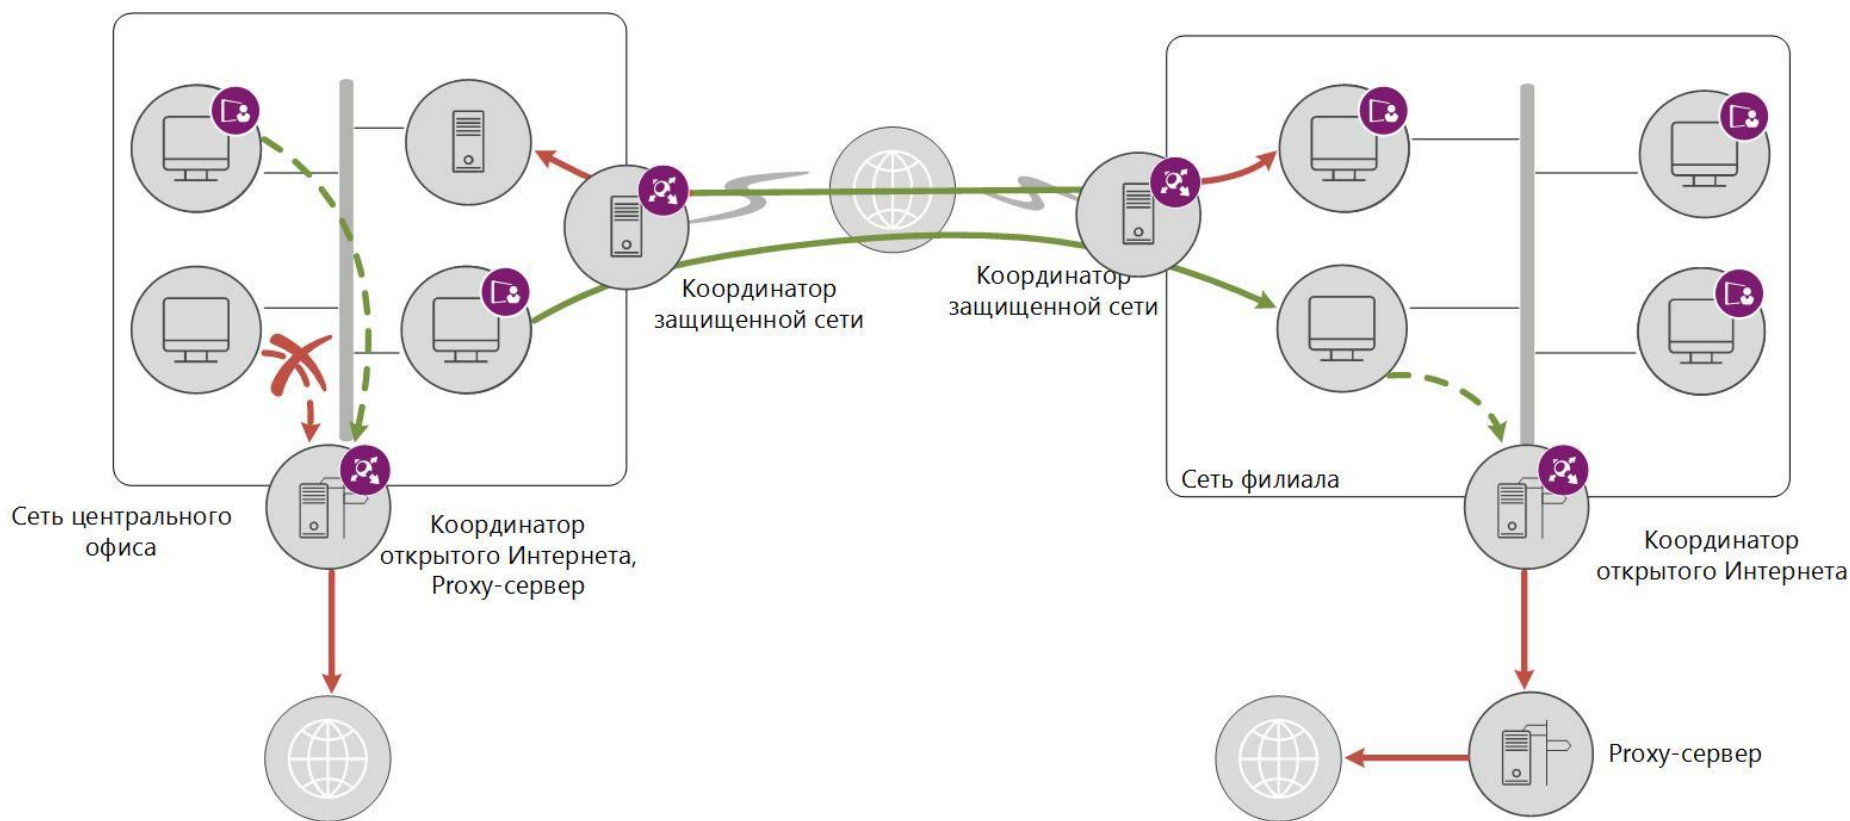 Координатор
защищенной сети
Координатор
защищенной сети
Сеть филиала
Сеть центрального
офиса
Координатор
открытого Интернета,
Proxy-сервер
Координатор
открытого Интернета
Proxy-сервер